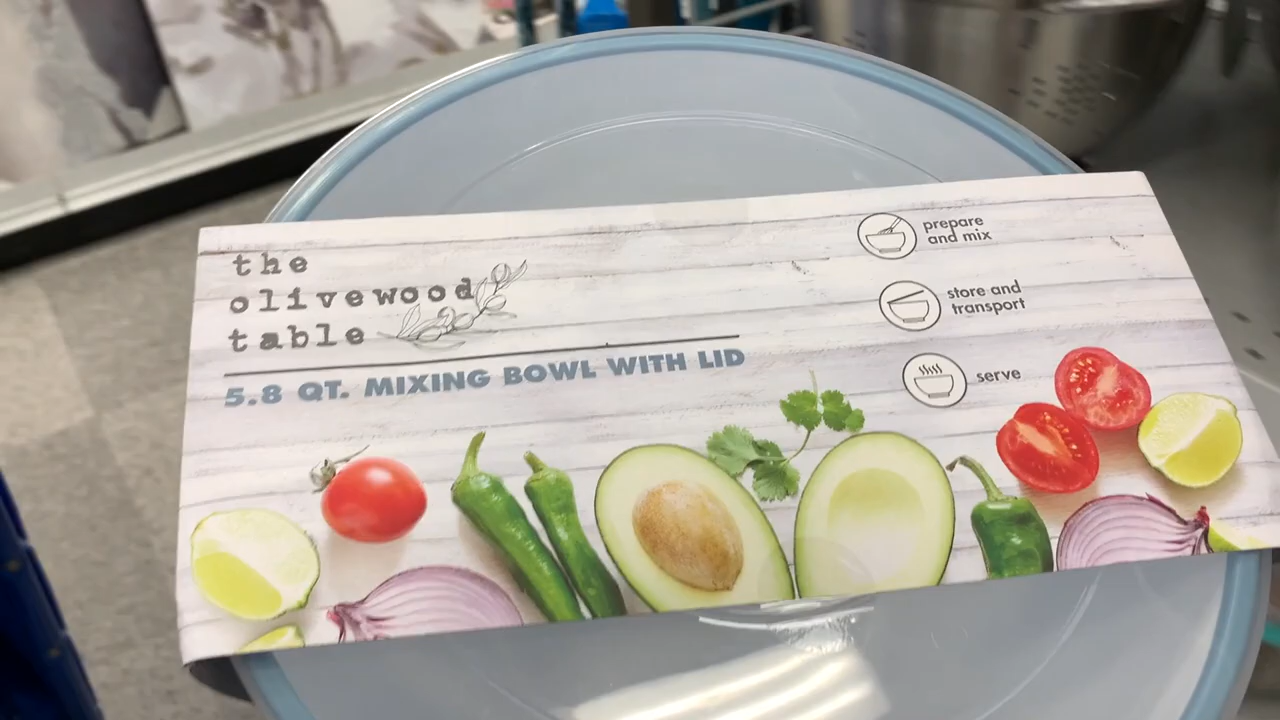 the
olivewood
table
5.8 QT. MIXING BOWL WITH LID
prepare
and mix
store and
transport
serve